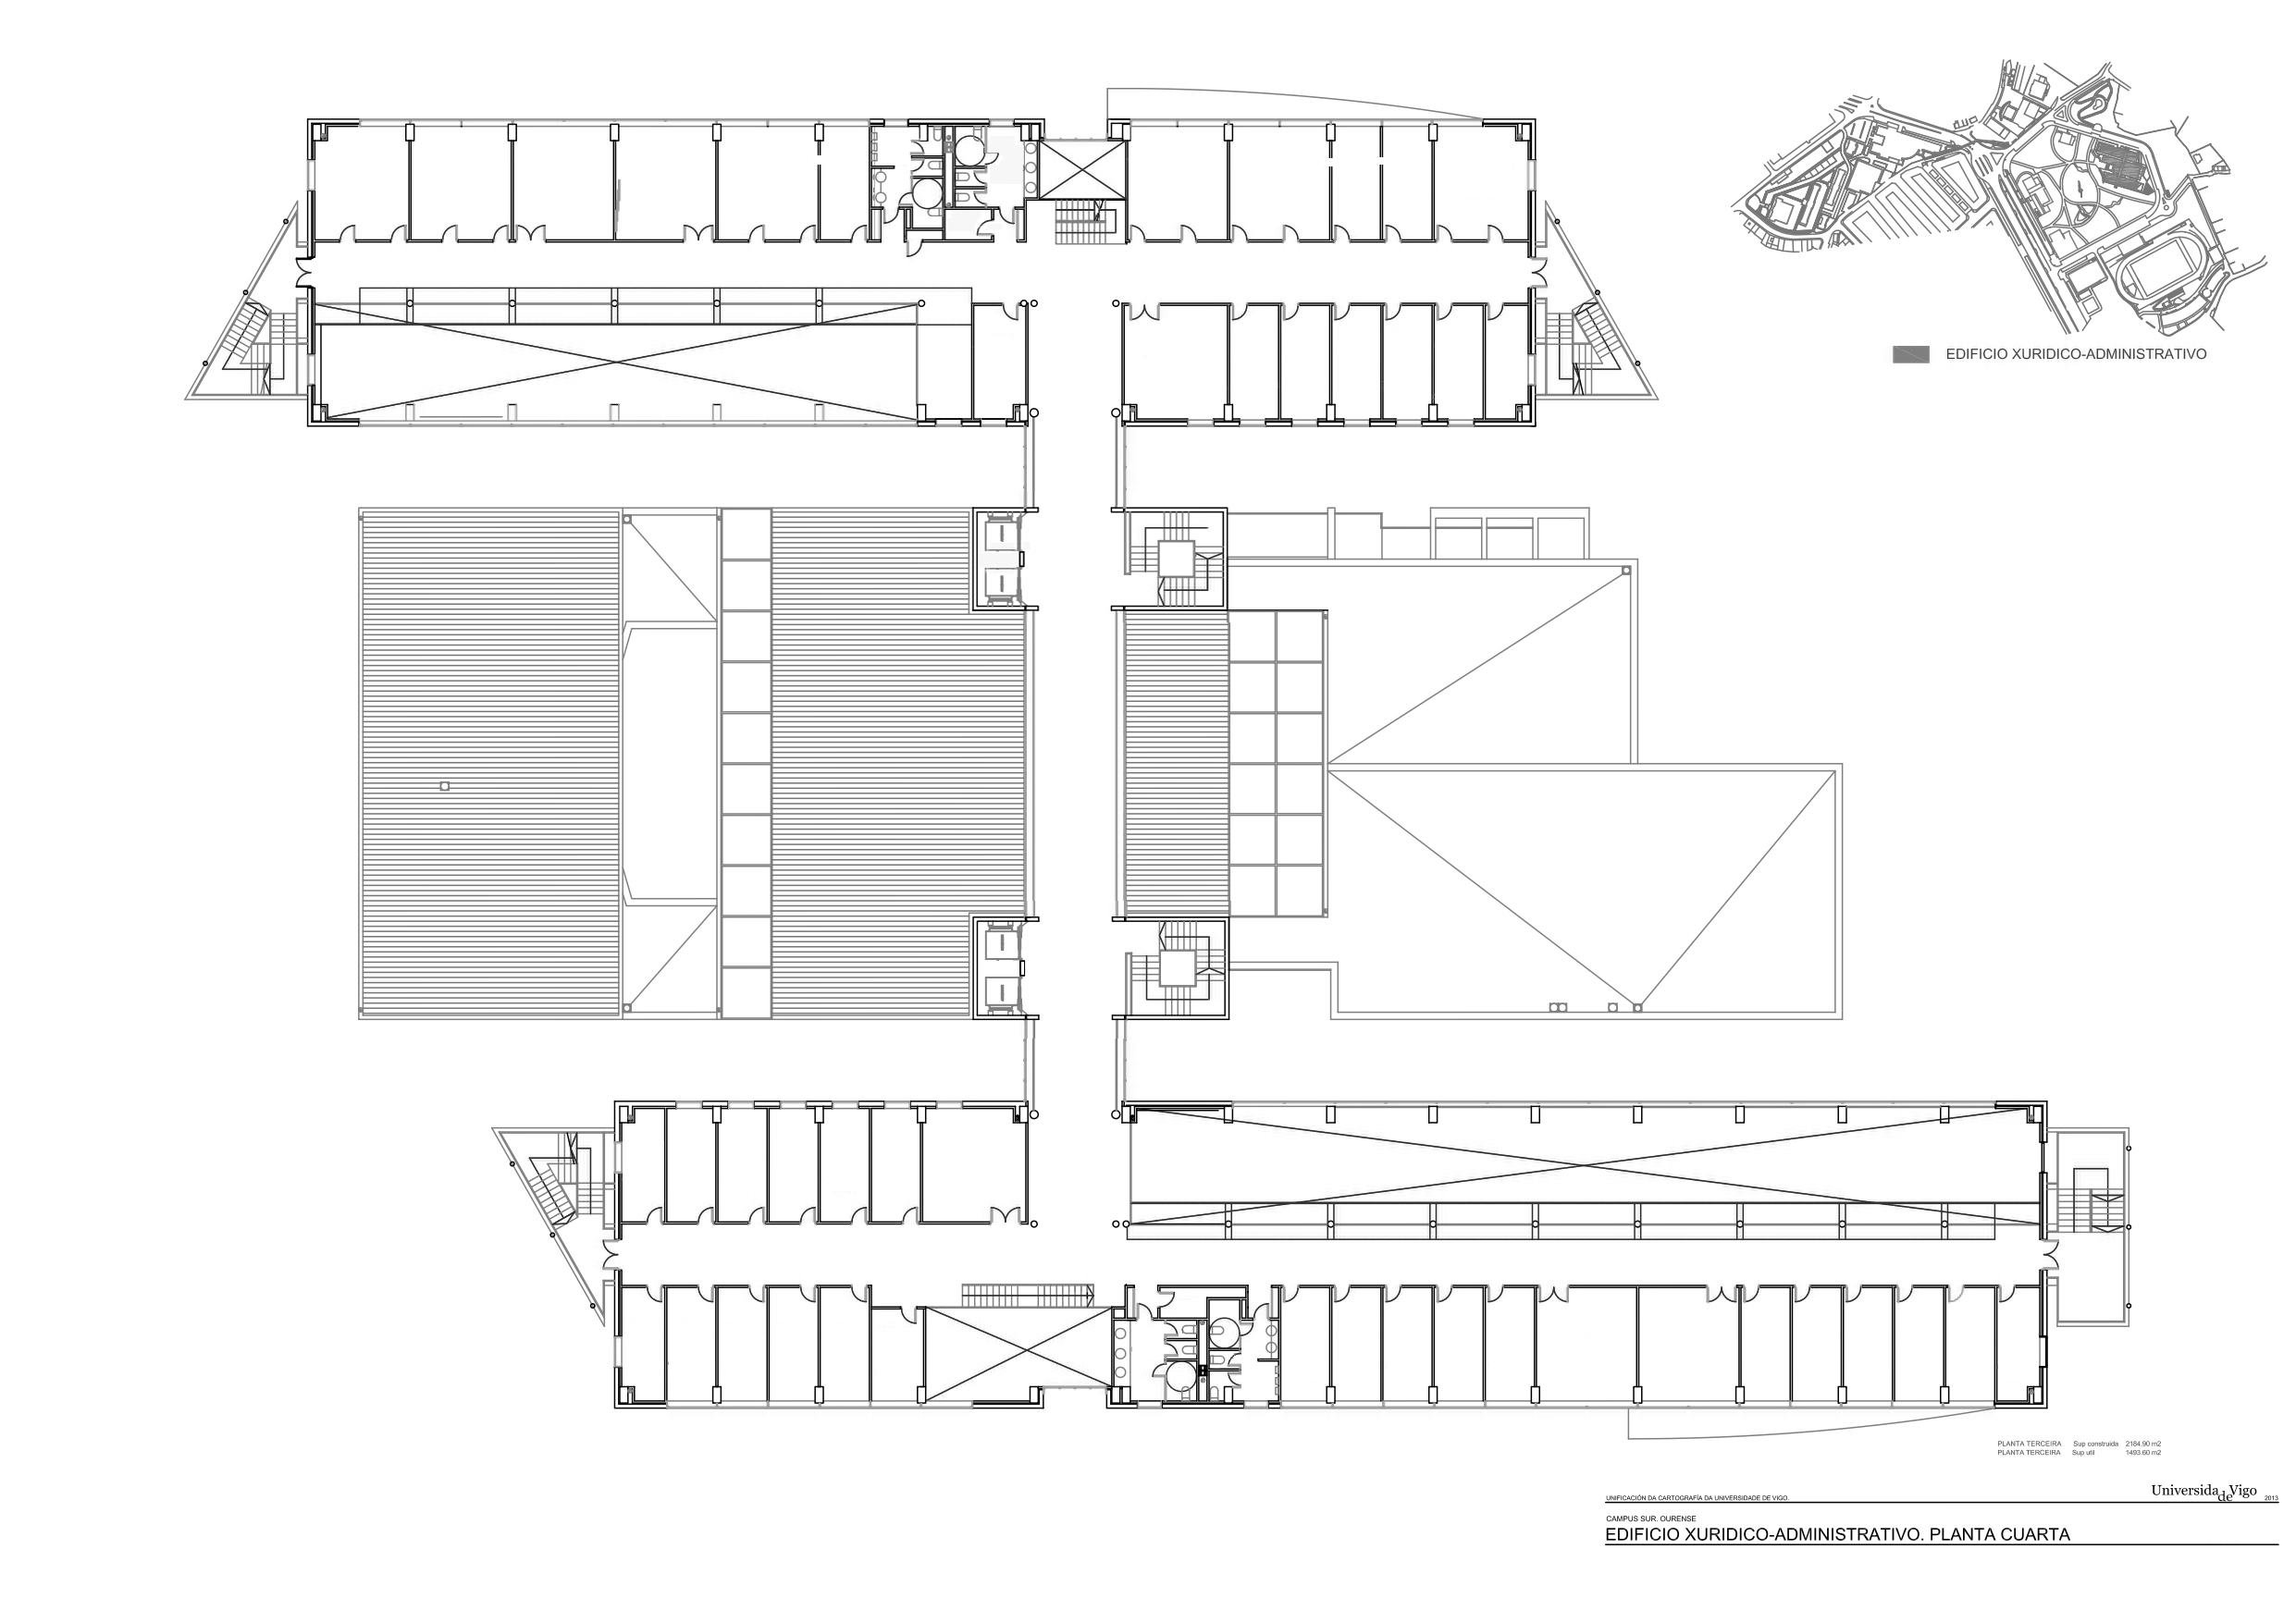 EDIFICIO XURIDICO-ADMINISTRATIVO
PLANTA TERCEIRA Sup construida 2184.90 m2
PLANTA TERCEIRA Sup util 1493.60 m2
UNIFICACIÓN DA CARTOGRAFÍA DA UNIVERSIDADE DE VIGO.
Universidade Vigo 2013
CAMPUS SUR. OURENSE
EDIFICIO XURIDICO-ADMINISTRATIVO. PLANTA CUARTA